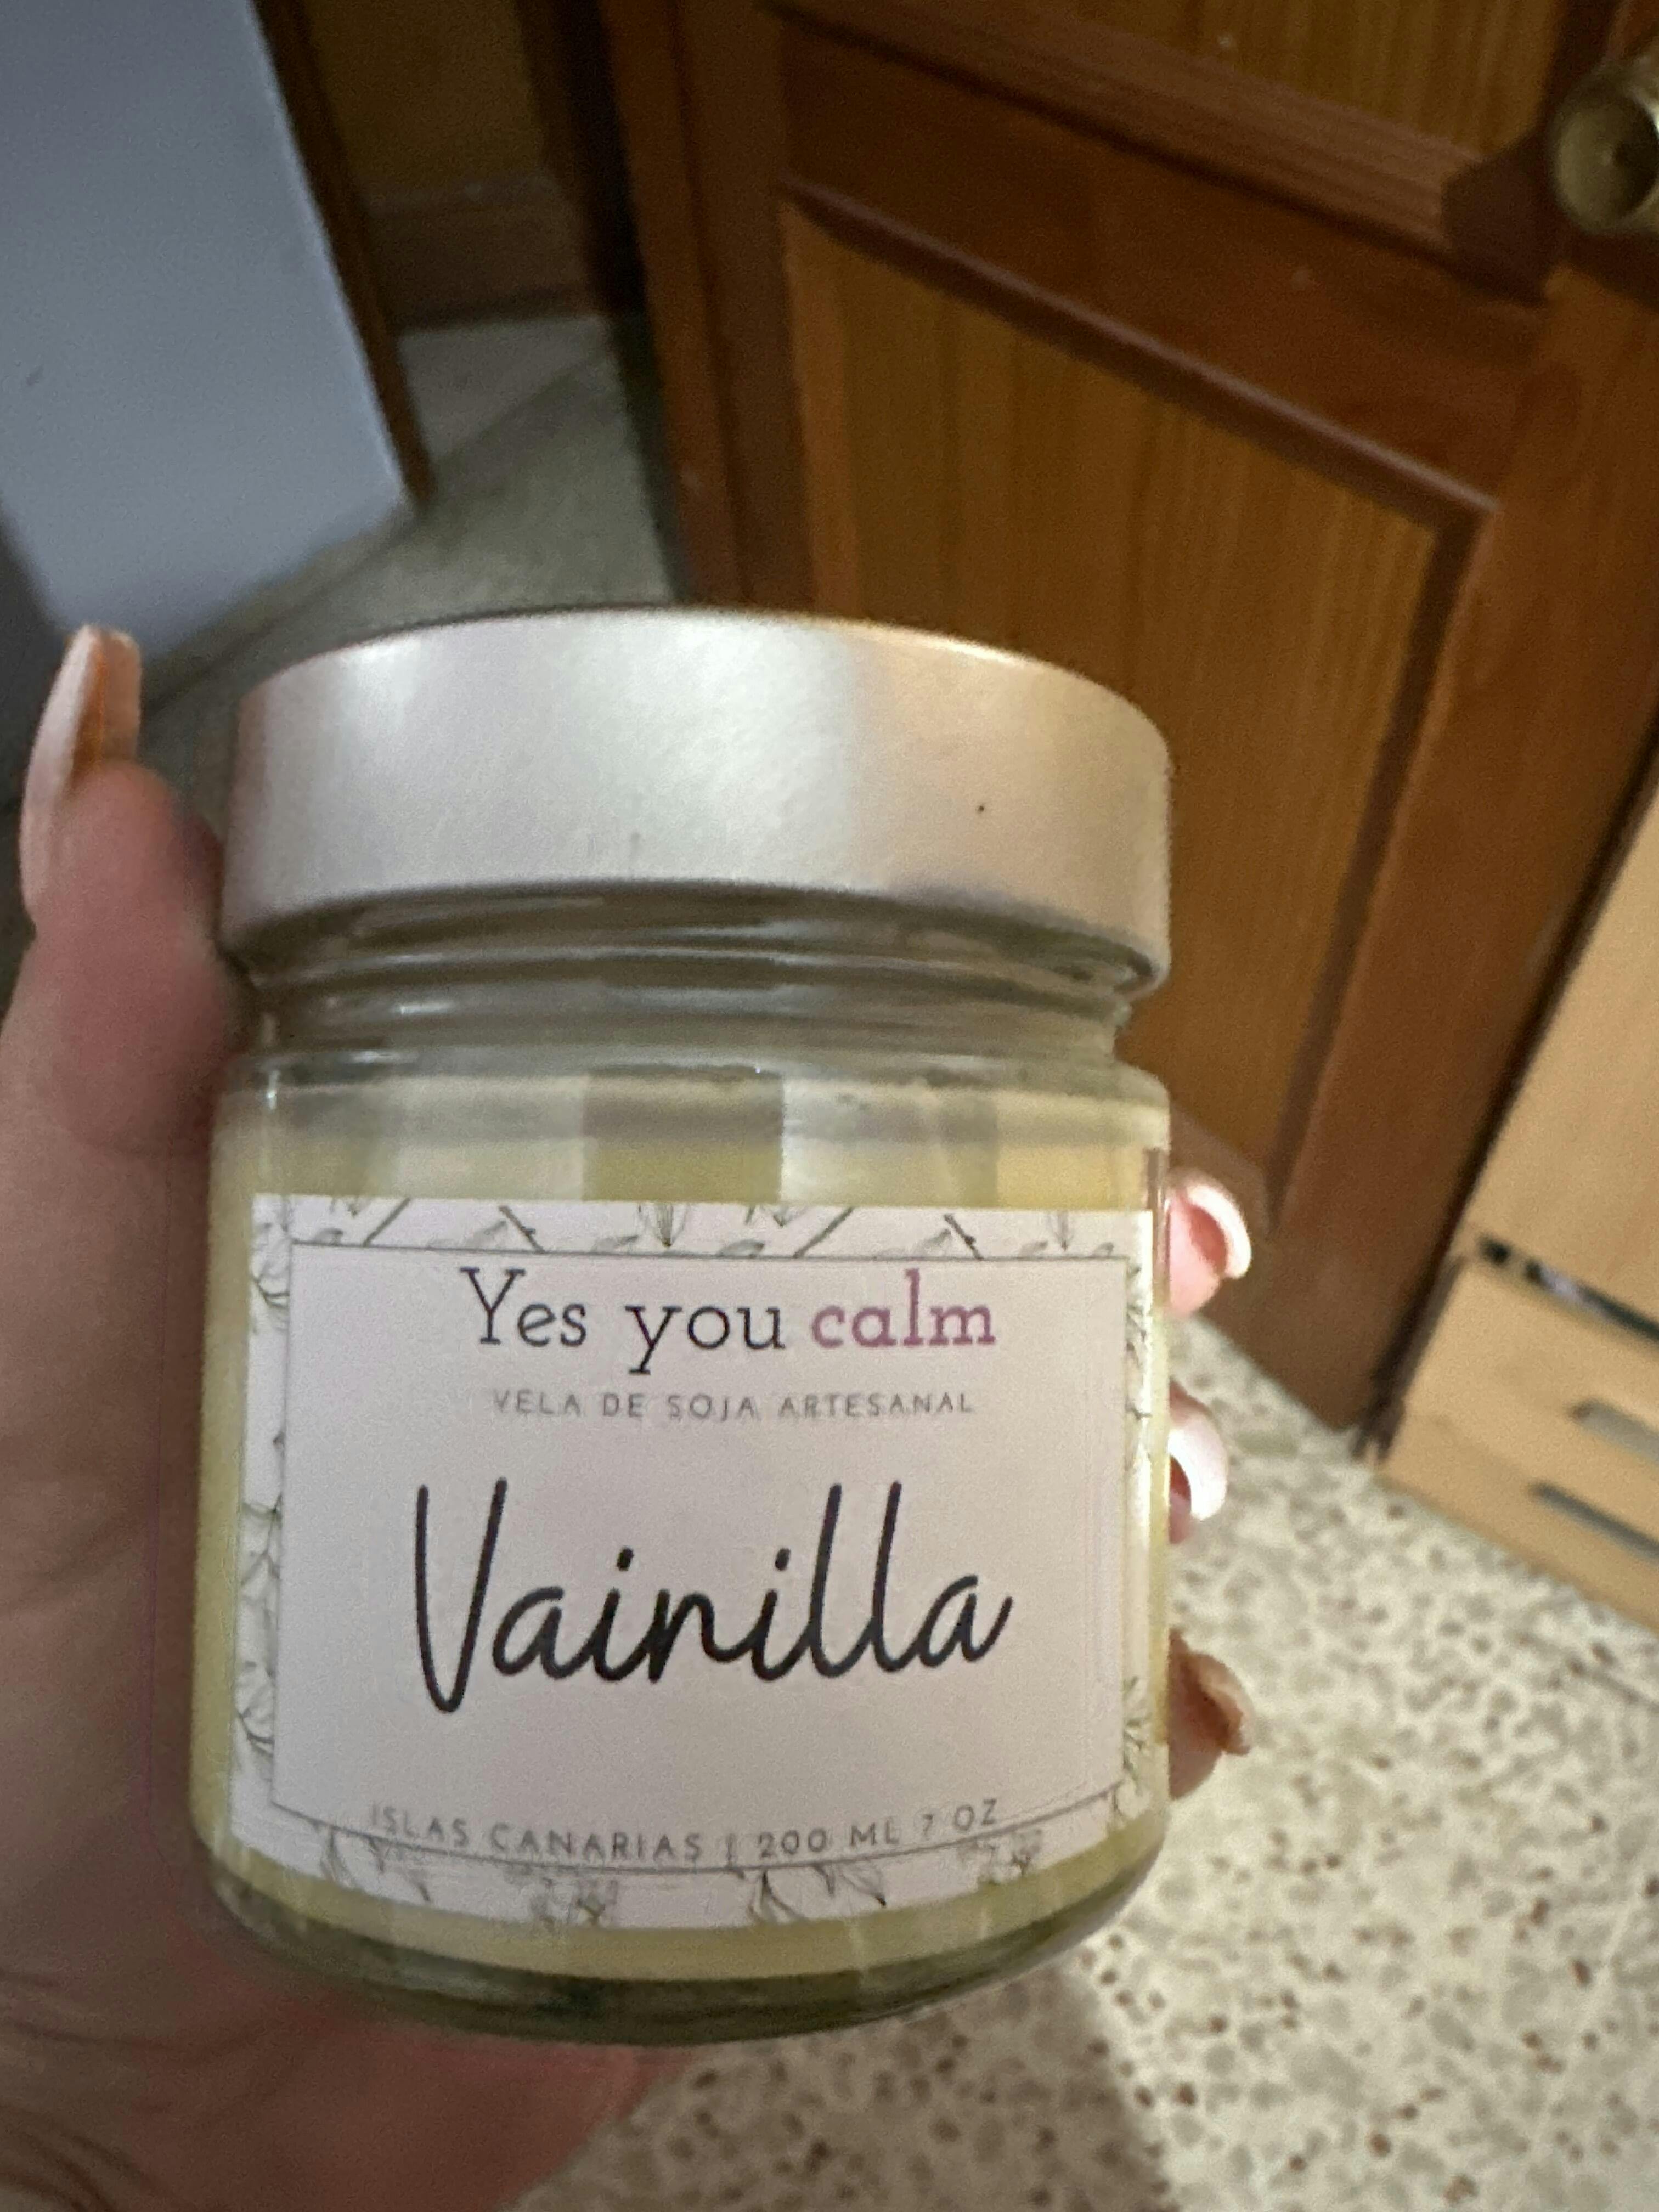 Yes you calm
VELA DE SOJA ARTESANAL
Vainilla
ISLAS CANARIAS | 200 ML 7 OZ